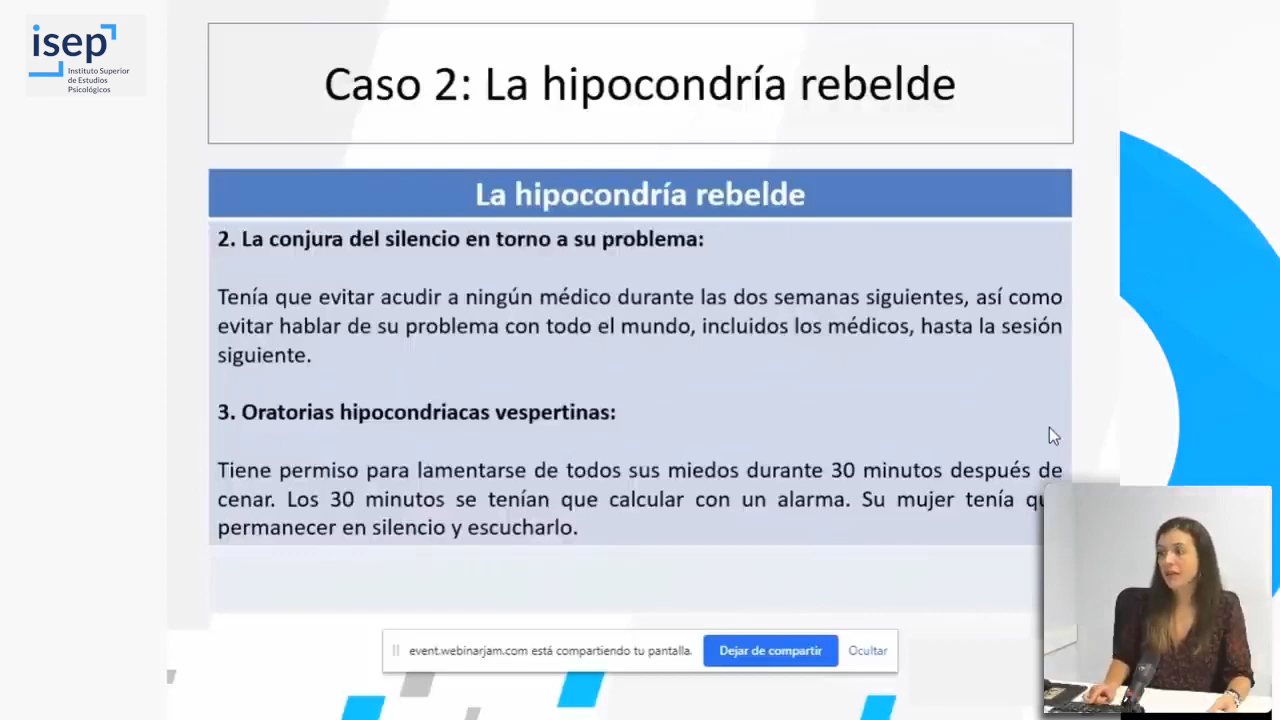 isep
Instituto Superior
de Estudios
Psicológicos
Caso 2: La hipocondría rebelde
La hipocondría rebelde
2. La conjura del silencio en torno a su problema:
Tenía que evitar acudir a ningún médico durante las dos semanas siguientes, así como
evitar hablar de su problema con todo el mundo, incluidos los médicos, hasta la sesión
siguiente.
3. Oratorias hipocondriacas vespertinas:
Tiene permiso para lamentarse de todos sus miedos durante 30 minutos después de
cenar. Los 30 minutos se tenían que calcular con un alarma. Su mujer tenía qu
permanecer en silencio y escucharlo.
event.webinarjam.com está compartiendo tu pantalla.
Dejar de compartir
Ocultar